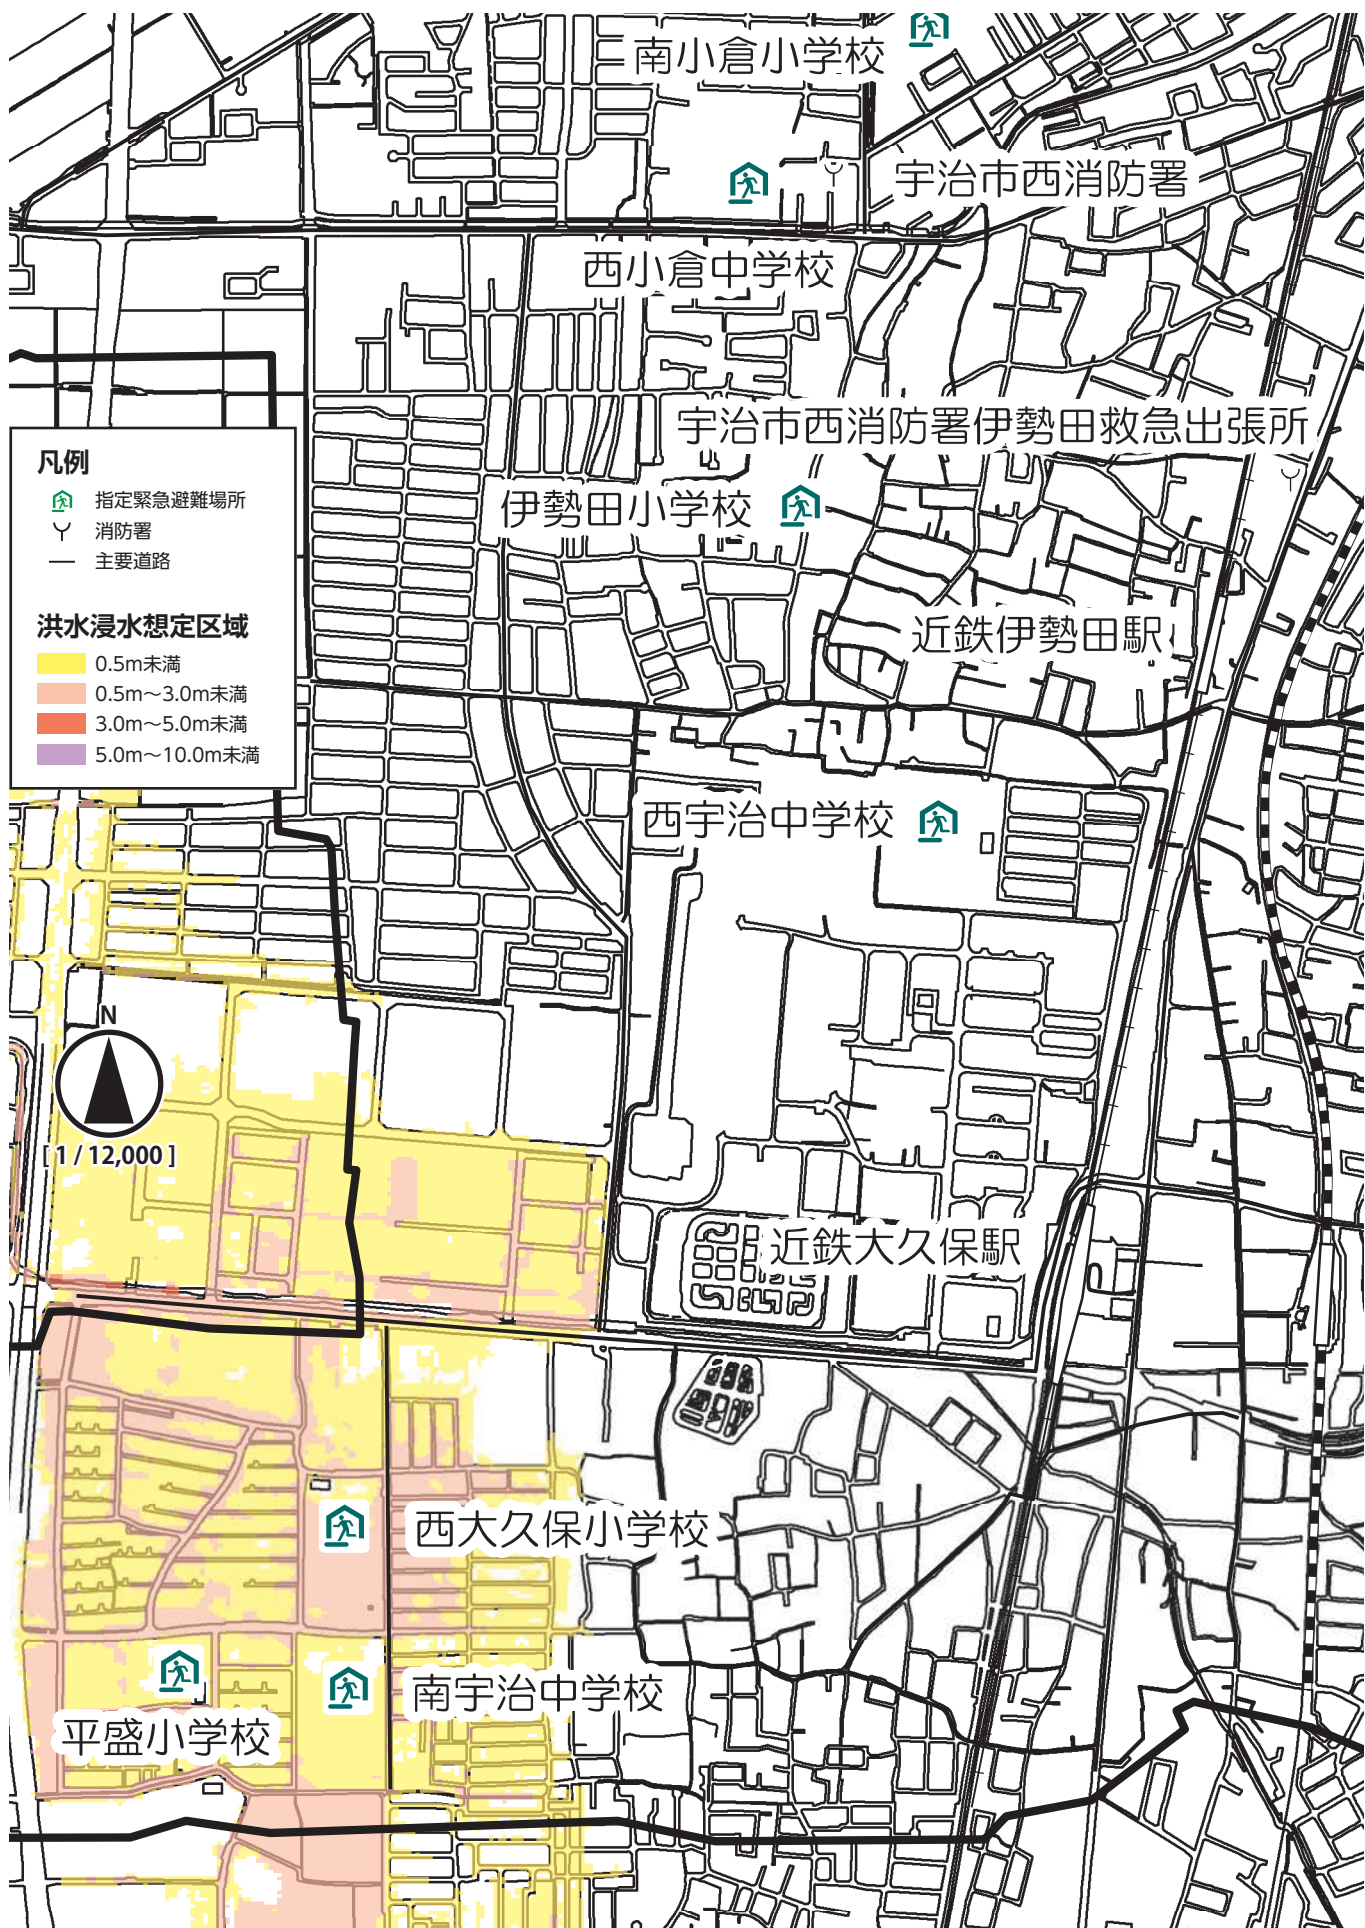 南小倉小学校
宇治市西消防署
西小倉中学校
宇治市西消防署伊勢田救急出張所
凡例
指定緊急避難場所
消防署
主要道路
伊勢田小学校
近鉄伊勢田駅
洪水浸水想定区域
0.5m未満
0.5m～3.0m未満
3.0m～5.0m未満
5.0m～10.0m未満
西宇治中学校
N
[ 1 / 12,000 ]
近鉄大久保駅
西大久保小学校
南宇治中学校
平盛小学校